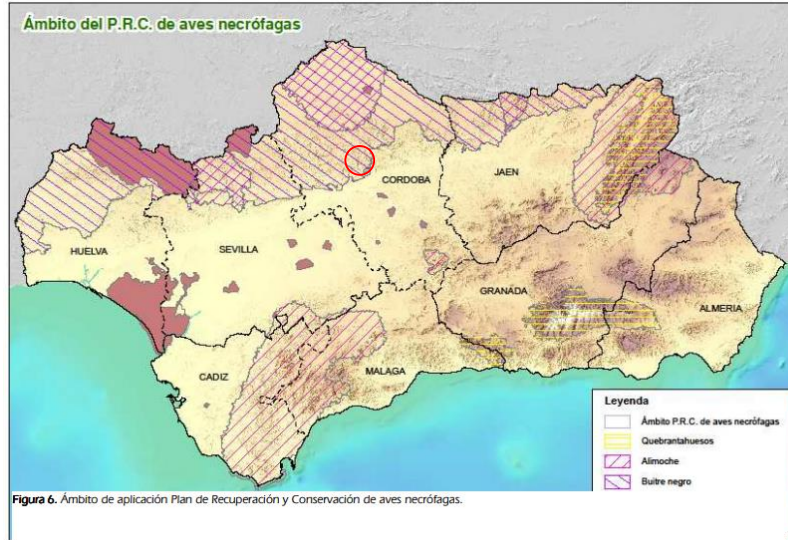 Ámbito del P.R.C. de aves necrófagas
CORDOBA
JAEN
HUELVA
SEVILLA
GRANADA
ALMERIA
CADIZ
MALAGA
Leyenda
Ámbito P.R.C. de aves necrófagas
Quebrantahuesos
Alimoche
Buitre negro
Figura 6. Ámbito de aplicación Plan de Recuperación y Conservación de aves necrófagas.